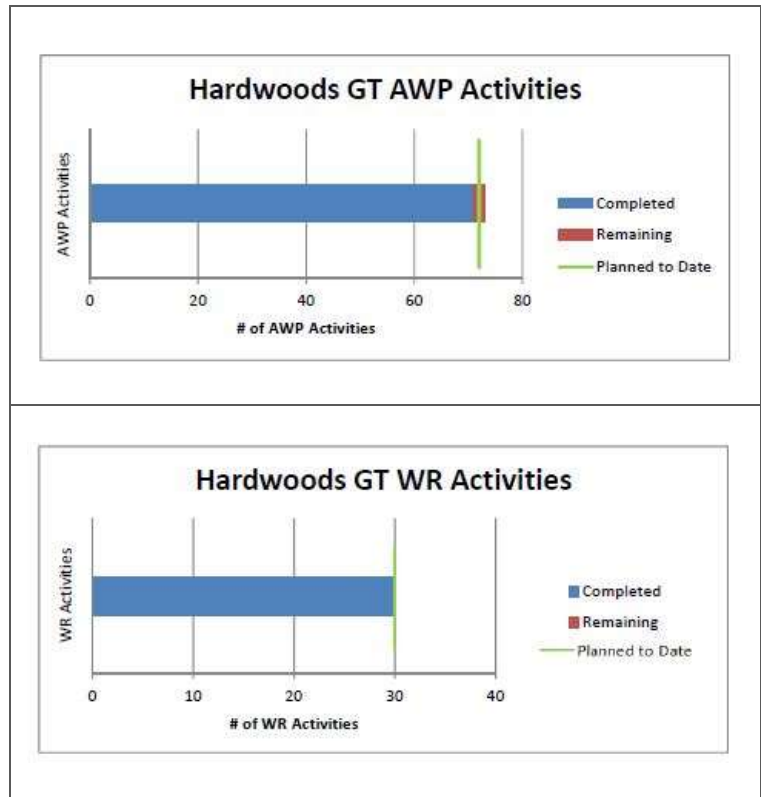 Hardwoods GT AWP Activities
AWP Activities
Completed
Remaining
Planned to Date
0 20 40 60 80
# of AWP Activities
Hardwoods GT WR Activities
WR Activities
Completed
Remaining
Planned to Date
0 10 20 30 40
# of WR Activities